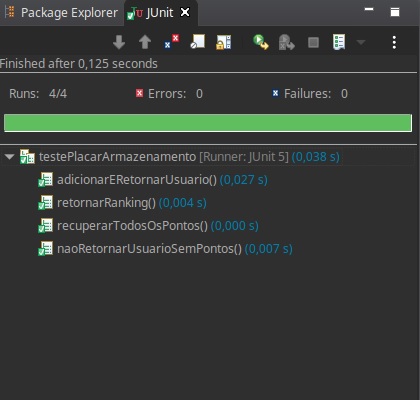 Package Explorer JUnit
Finished after 0,125 seconds
Runs: 4/4 Errors: 0 Failures: 0
testePlacarArmazenamento [Runner: JUnit 5] (0,038 s)
adicionarERetornarUsuario() (0,027 s)
retornarRanking() (0,004 s)
recuperarTodosOsPontos() (0,000 s)
naoRetornarUsuarioSemPontos() (0,007 s)